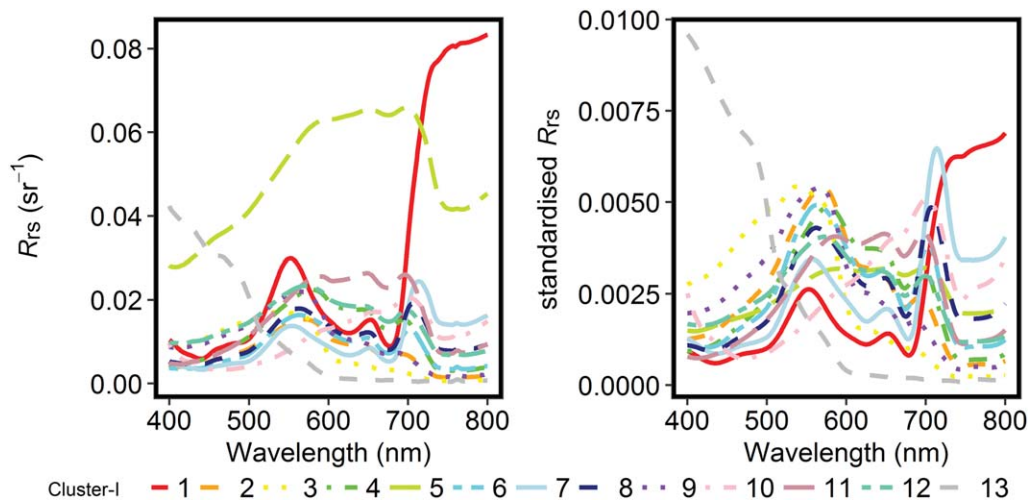 0.08
0.06
0.04
0.02
0.00
Rrs (sr−1)
400 500 600 700 800
Wavelength (nm)
0.0100
0.0075
0.0050
0.0025
0.0000
standardised Rrs
400 500 600 700 800
Wavelength (nm)
Cluster-I 1 2 3 4 5 6 7 8 9 10 11 12 13